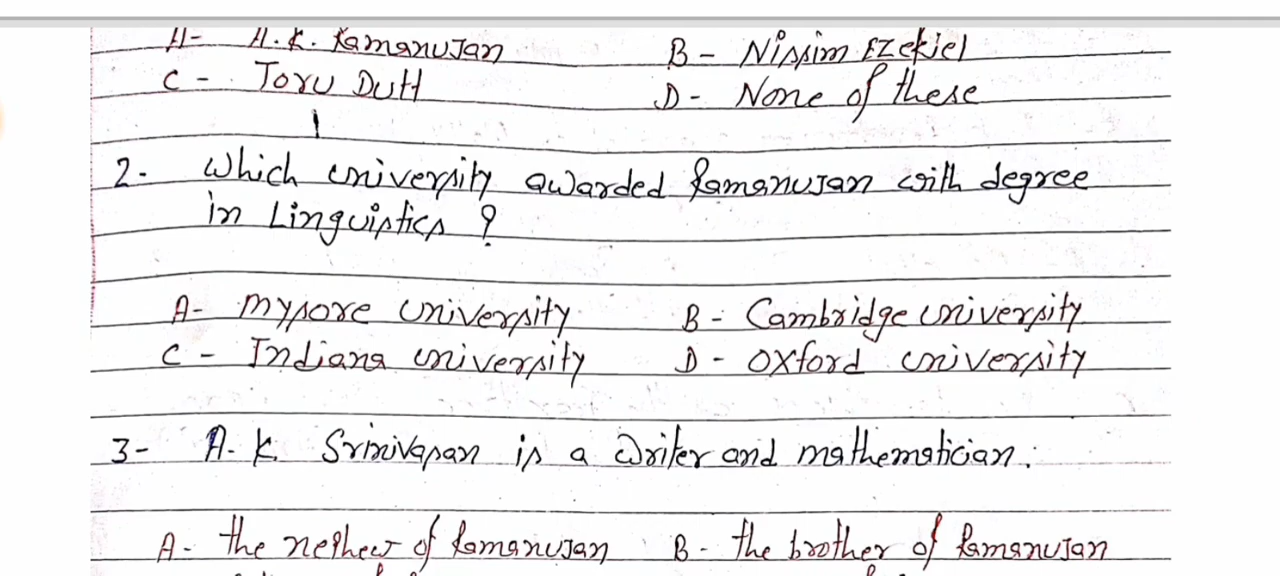 A- A.K. RamanuJan B- Nissim EZekiel
C- Toru Dutt D- None of these
2- Which university awarded RamanuJan with degree
in Linguistics ?
A- mysore university B- Cambridge university
C- Indiana university D- OXford university
3- A.K. Srinivasan is a Writer and mathematician.
A- the nephew of RamanuJan B- the brother of RamanuJan